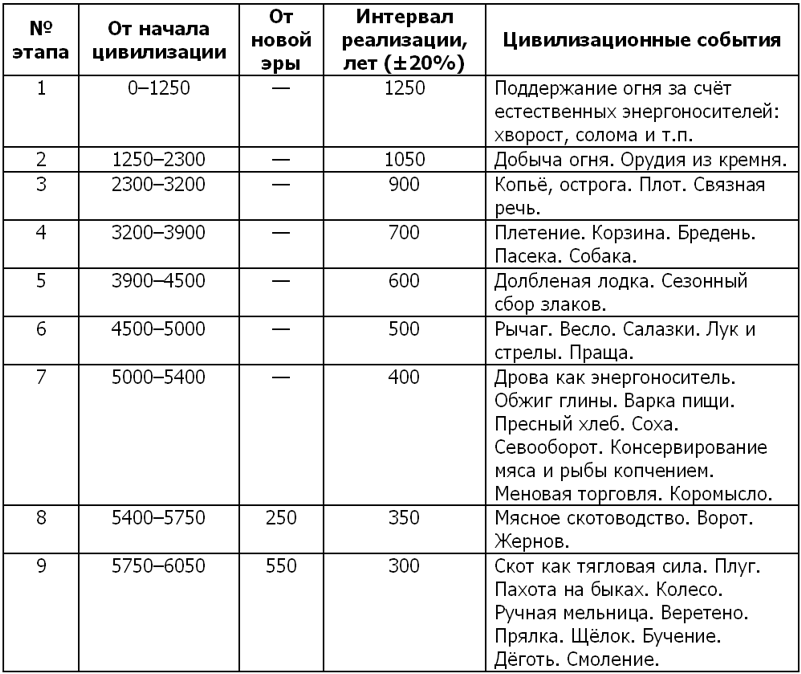 № этапа От начала цивилизации От новой эры Интервал реализации, лет (±20%) Цивилизационные события
1 0–1250 — 1250 Поддержание огня за счёт
естественных энергоносителей:
хворост, солома и т.п.
2 1250–2300 — 1050 Добыча огня. Орудия из кремня.
3 2300–3200 — 900 Копьё, острога. Плот. Связная
речь.
4 3200–3900 — 700 Плетение. Корзина. Бредень.
Пасека. Собака.
5 3900–4500 — 600 Долбленая лодка. Сезонный
сбор злаков.
6 4500–5000 — 500 Рычаг. Весло. Салазки. Лук и
стрелы. Праща.
7 5000–5400 — 400 Дрова как энергоноситель.
Обжиг глины. Варка пищи.
Пресный хлеб. Соха.
Севооборот. Консервирование
мяса и рыбы копчением.
Меновая торговля. Коромысло.
8 5400–5750 250 350 Мясное скотоводство. Ворот.
Жернов.
9 5750–6050 550 300 Скот как тягловая сила. Плуг.
Пахота на быках. Колесо.
Ручная мельница. Веретено.
Прялка. Щёлок. Бучение.
Дёготь. Смоление.